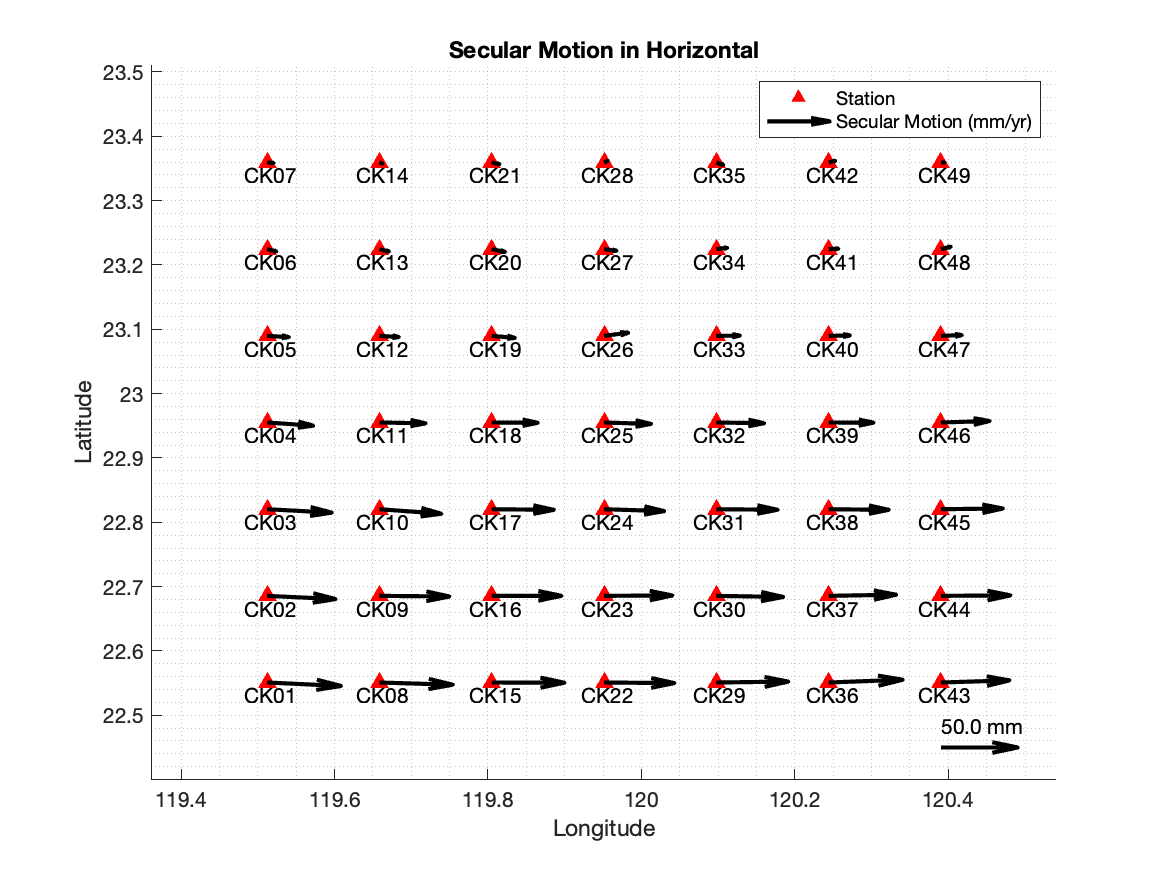 Secular Motion in Horizontal
Station
Secular Motion (mm/yr)
23.5
23.4
23.3
23.2
23.1
23
22.9
22.8
22.7
22.6
22.5
Latitude
CK07 CK14 CK21 CK28 CK35 CK42 CK49
CK06 CK13 CK20 CK27 CK34 CK41 CK48
CK05 CK12 CK19 CK26 CK33 CK40 CK47
CK04 CK11 CK18 CK25 CK32 CK39 CK46
CK03 CK10 CK17 CK24 CK31 CK38 CK45
CK02 CK09 CK16 CK23 CK30 CK37 CK44
CK01 CK08 CK15 CK22 CK29 CK36 CK43
50.0 mm
119.4 119.6 119.8 120 120.2 120.4
Longitude